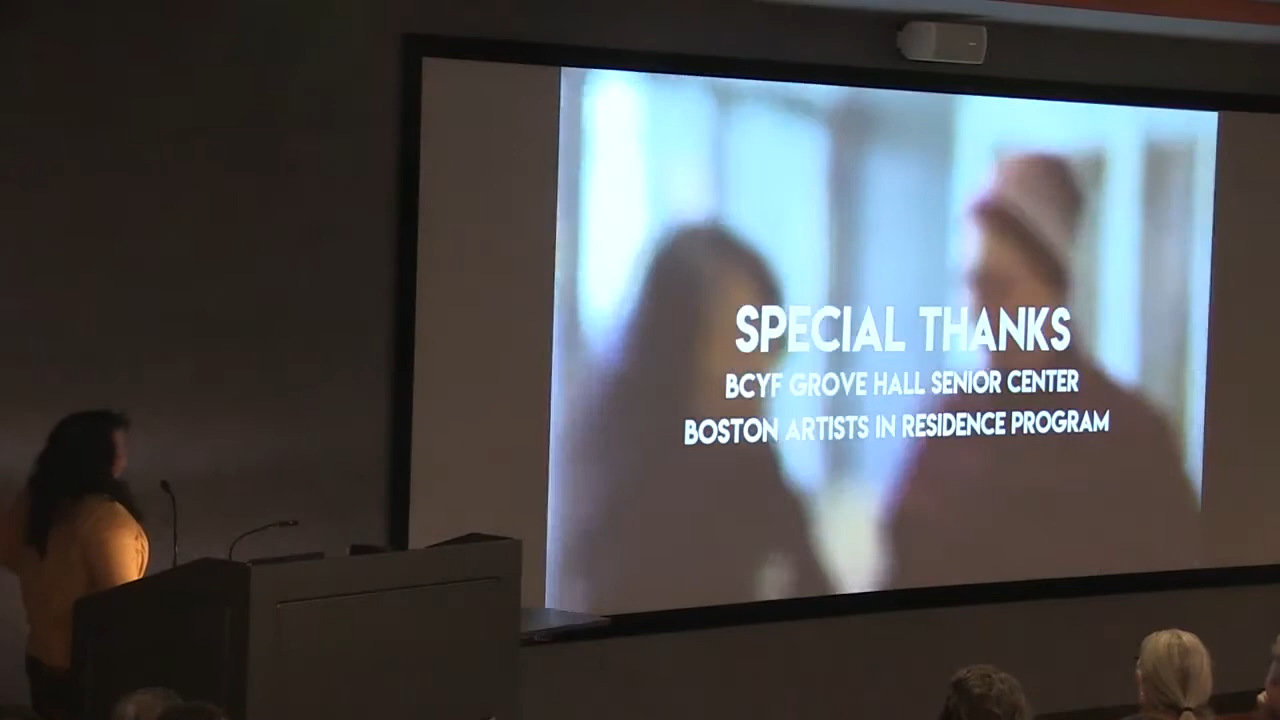 SPECIAL THANKS
BCYF GROVE HALL SENIOR CENTER
BOSTON ARTISTS IN RESIDENCE PROGRAM